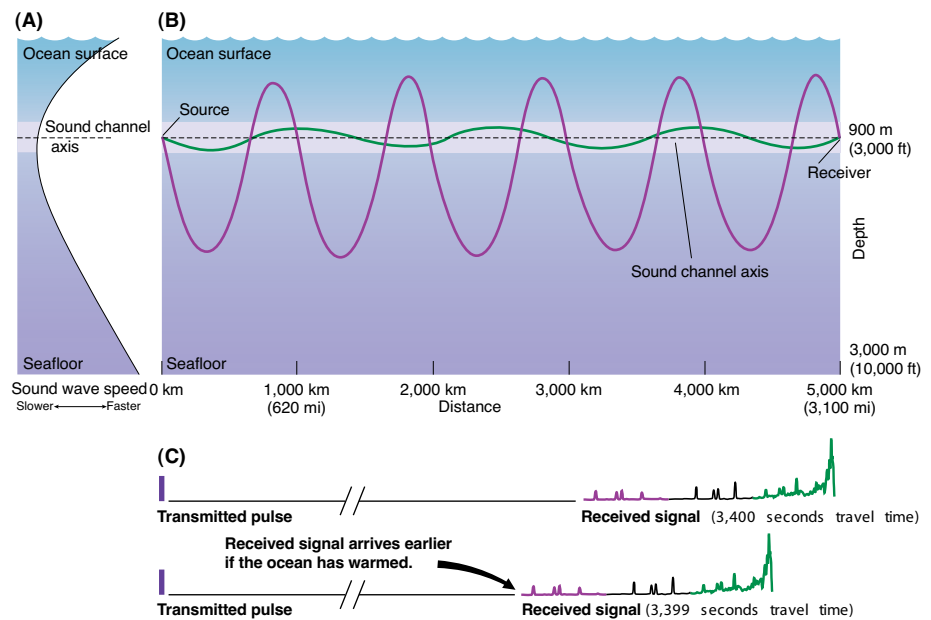 (A)
Ocean surface
Sound channel
axis
Seafloor
Sound wave speed
Slower Faster
(B)
Ocean surface
Source
900 m
(3,000 ft)
Receiver
Depth
Sound channel axis
Seafloor
3,000 m
(10,000 ft)
0 km
1,000 km
(620 mi)
2,000 km
3,000 km
4,000 km
5,000 km
(3,100 mi)
Distance
(C)
Transmitted pulse
Received signal (3,400 seconds travel time)
Received signal arrives earlier
if the ocean has warmed.
Transmitted pulse
Received signal (3,399 seconds travel time)